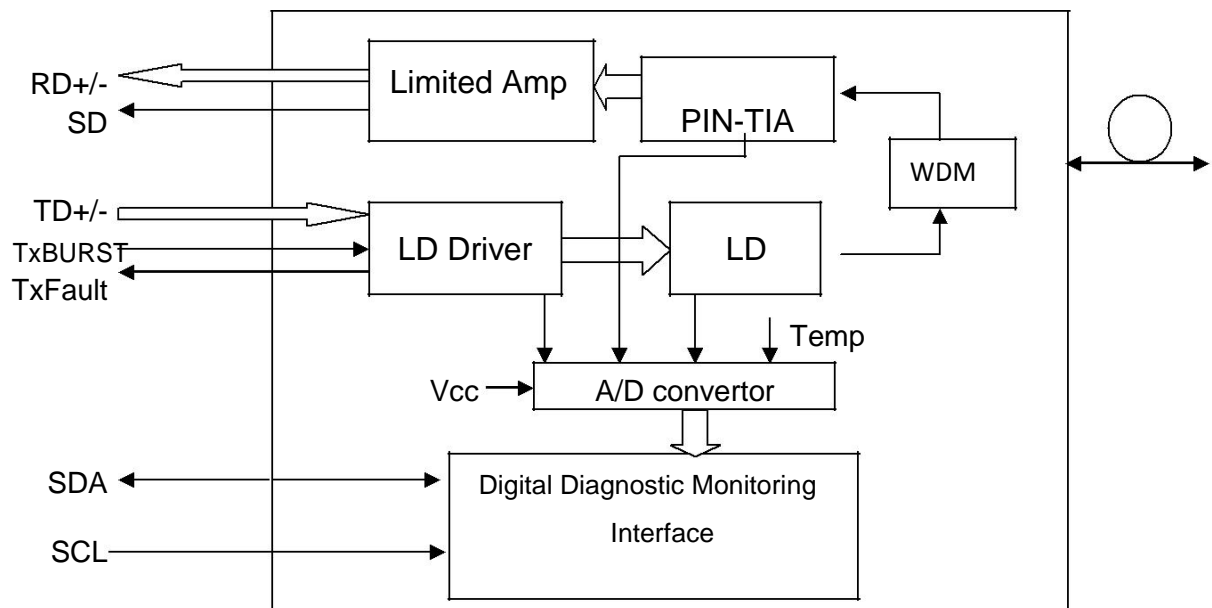 RD+/-
Limited Amp
PIN-TIA
SD
WDM
TD+/-
LD Driver
LD
TxBURST
TxFault
Temp
Vcc
A/D convertor
SDA
Digital Diagnostic Monitoring
Interface
SCL